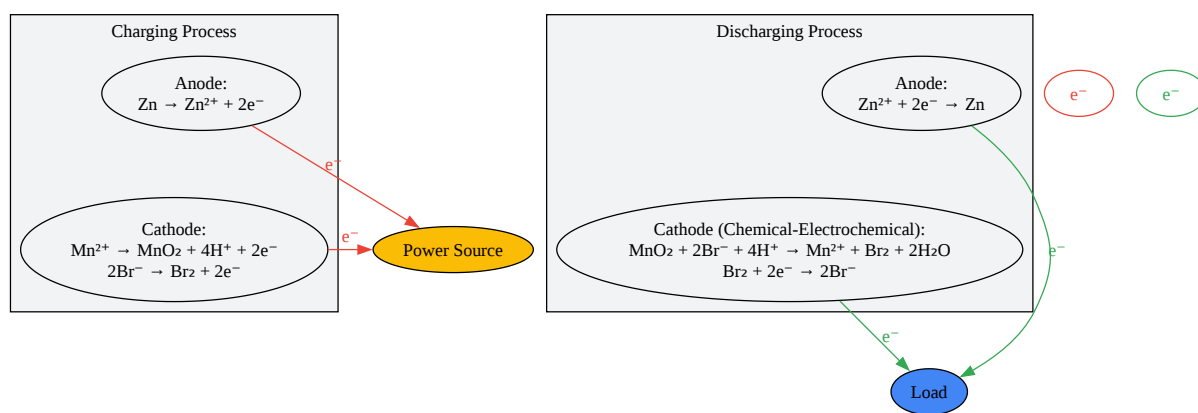 Charging Process
Anode:
Zn → Zn²⁺ + 2e⁻
e⁻
Cathode:
Mn²⁺ → MnO₂ + 4H⁺ + 2e⁻
2Br⁻ → Br₂ + 2e⁻
e⁻
Power Source
Discharging Process
Anode:
Zn²⁺ + 2e⁻ → Zn
Cathode (Chemical-Electrochemical):
MnO₂ + 2Br⁻ + 4H⁺ → Mn²⁺ + Br₂ + 2H₂O
Br₂ + 2e⁻ → 2Br⁻
e⁻
e⁻
Load
e⁻
e⁻